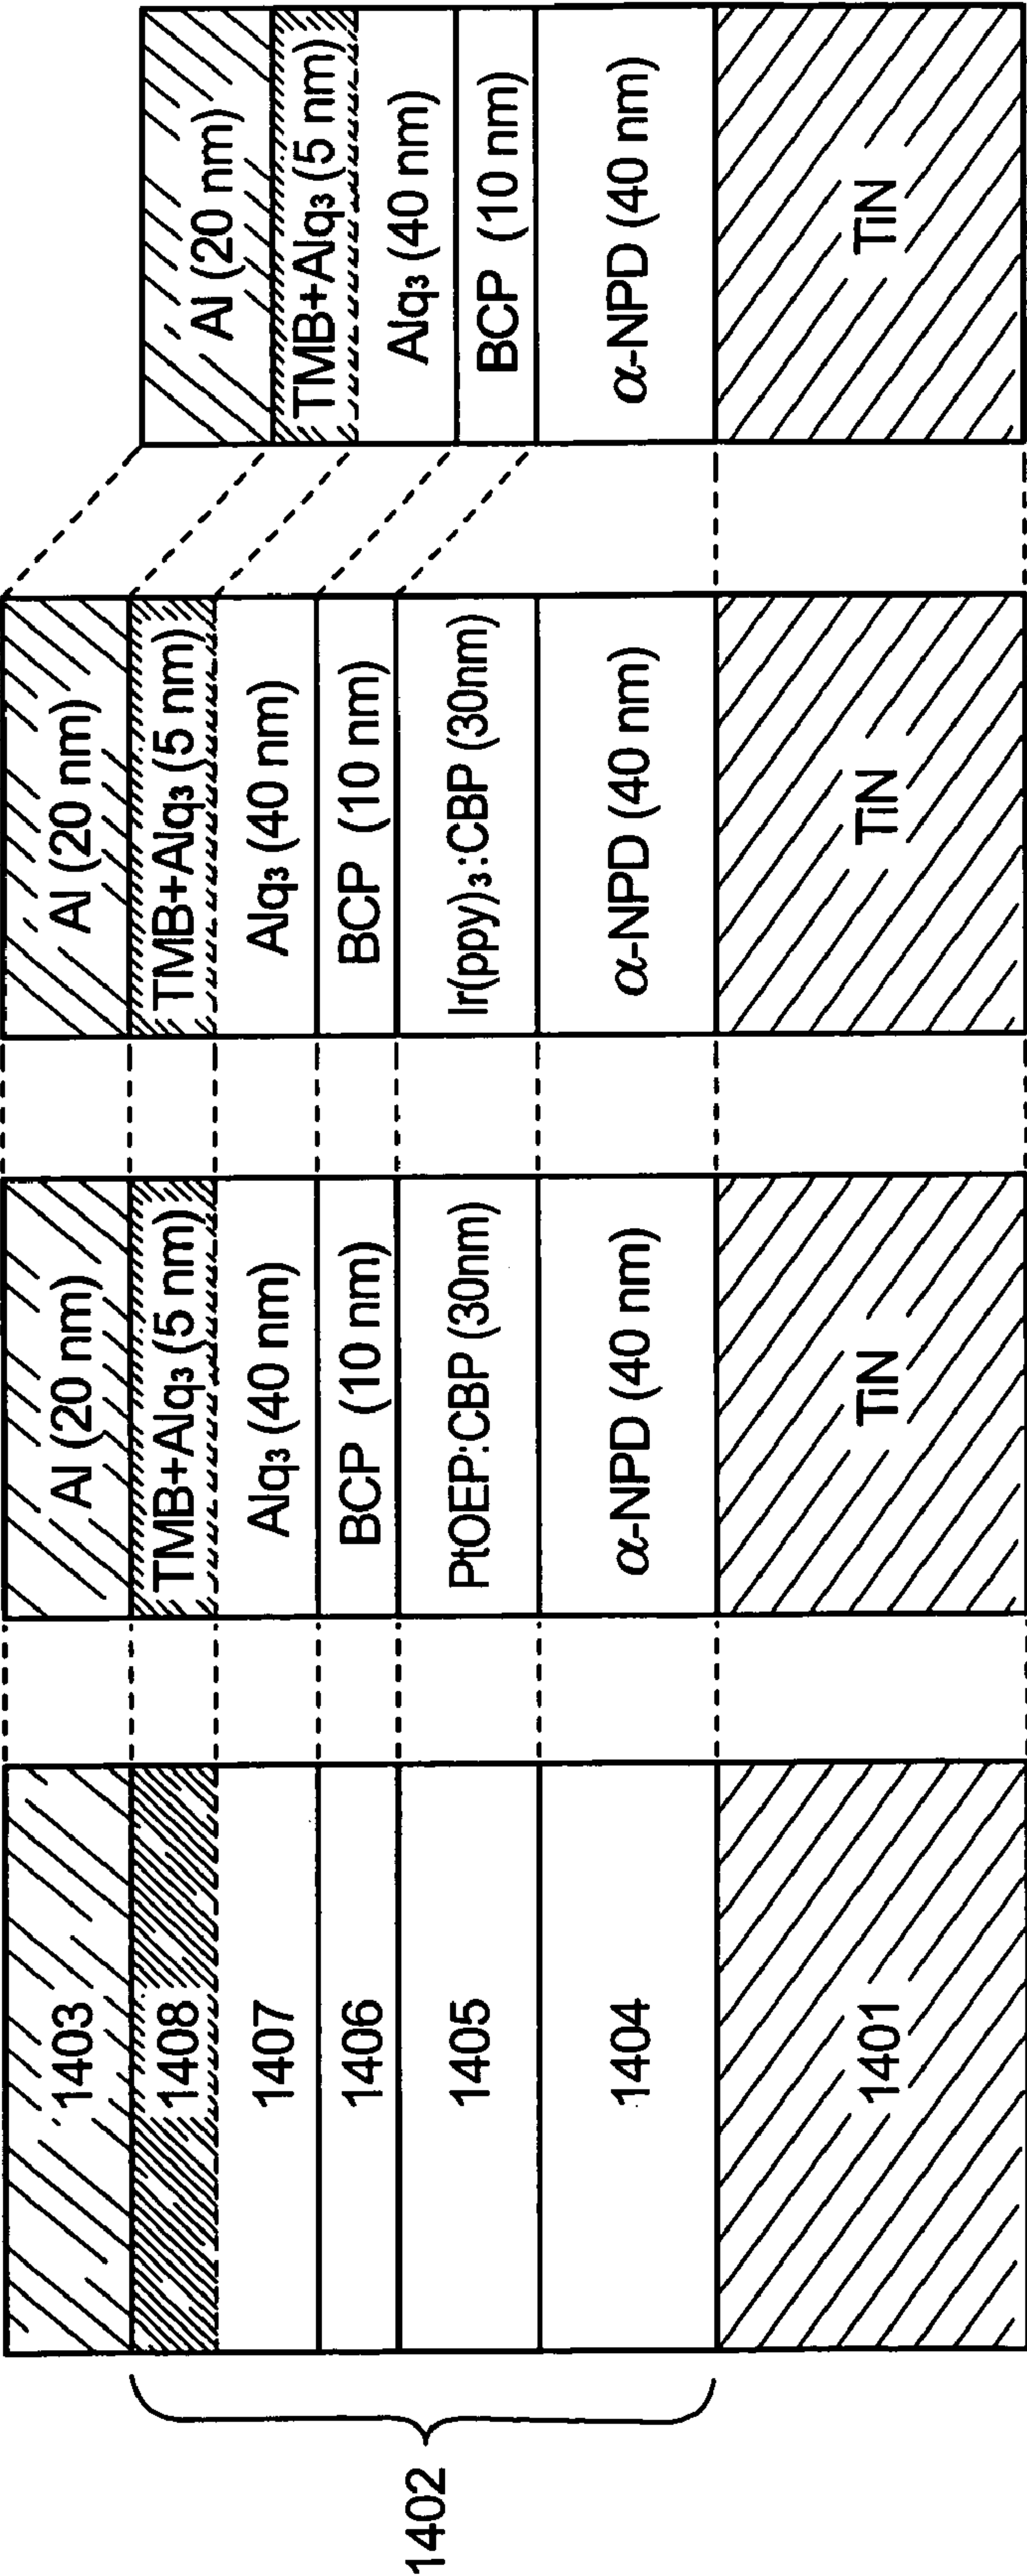 1402
1403
1408
1407
1406
1405
1404
1401
Al (20 nm)
TMB+Alq₃ (5 nm)
Alq₃ (40 nm)
BCP (10 nm)
PtOEP:CBP (30nm)
α-NPD (40 nm)
TiN
Al (20 nm)
TMB+Alq₃ (5 nm)
Alq₃ (40 nm)
BCP (10 nm)
Ir(ppy)₃:CBP (30nm)
α-NPD (40 nm)
TiN
Al (20 nm)
TMB+Alq₃ (5 nm)
Alq₃ (40 nm)
BCP (10 nm)
α-NPD (40 nm)
TiN